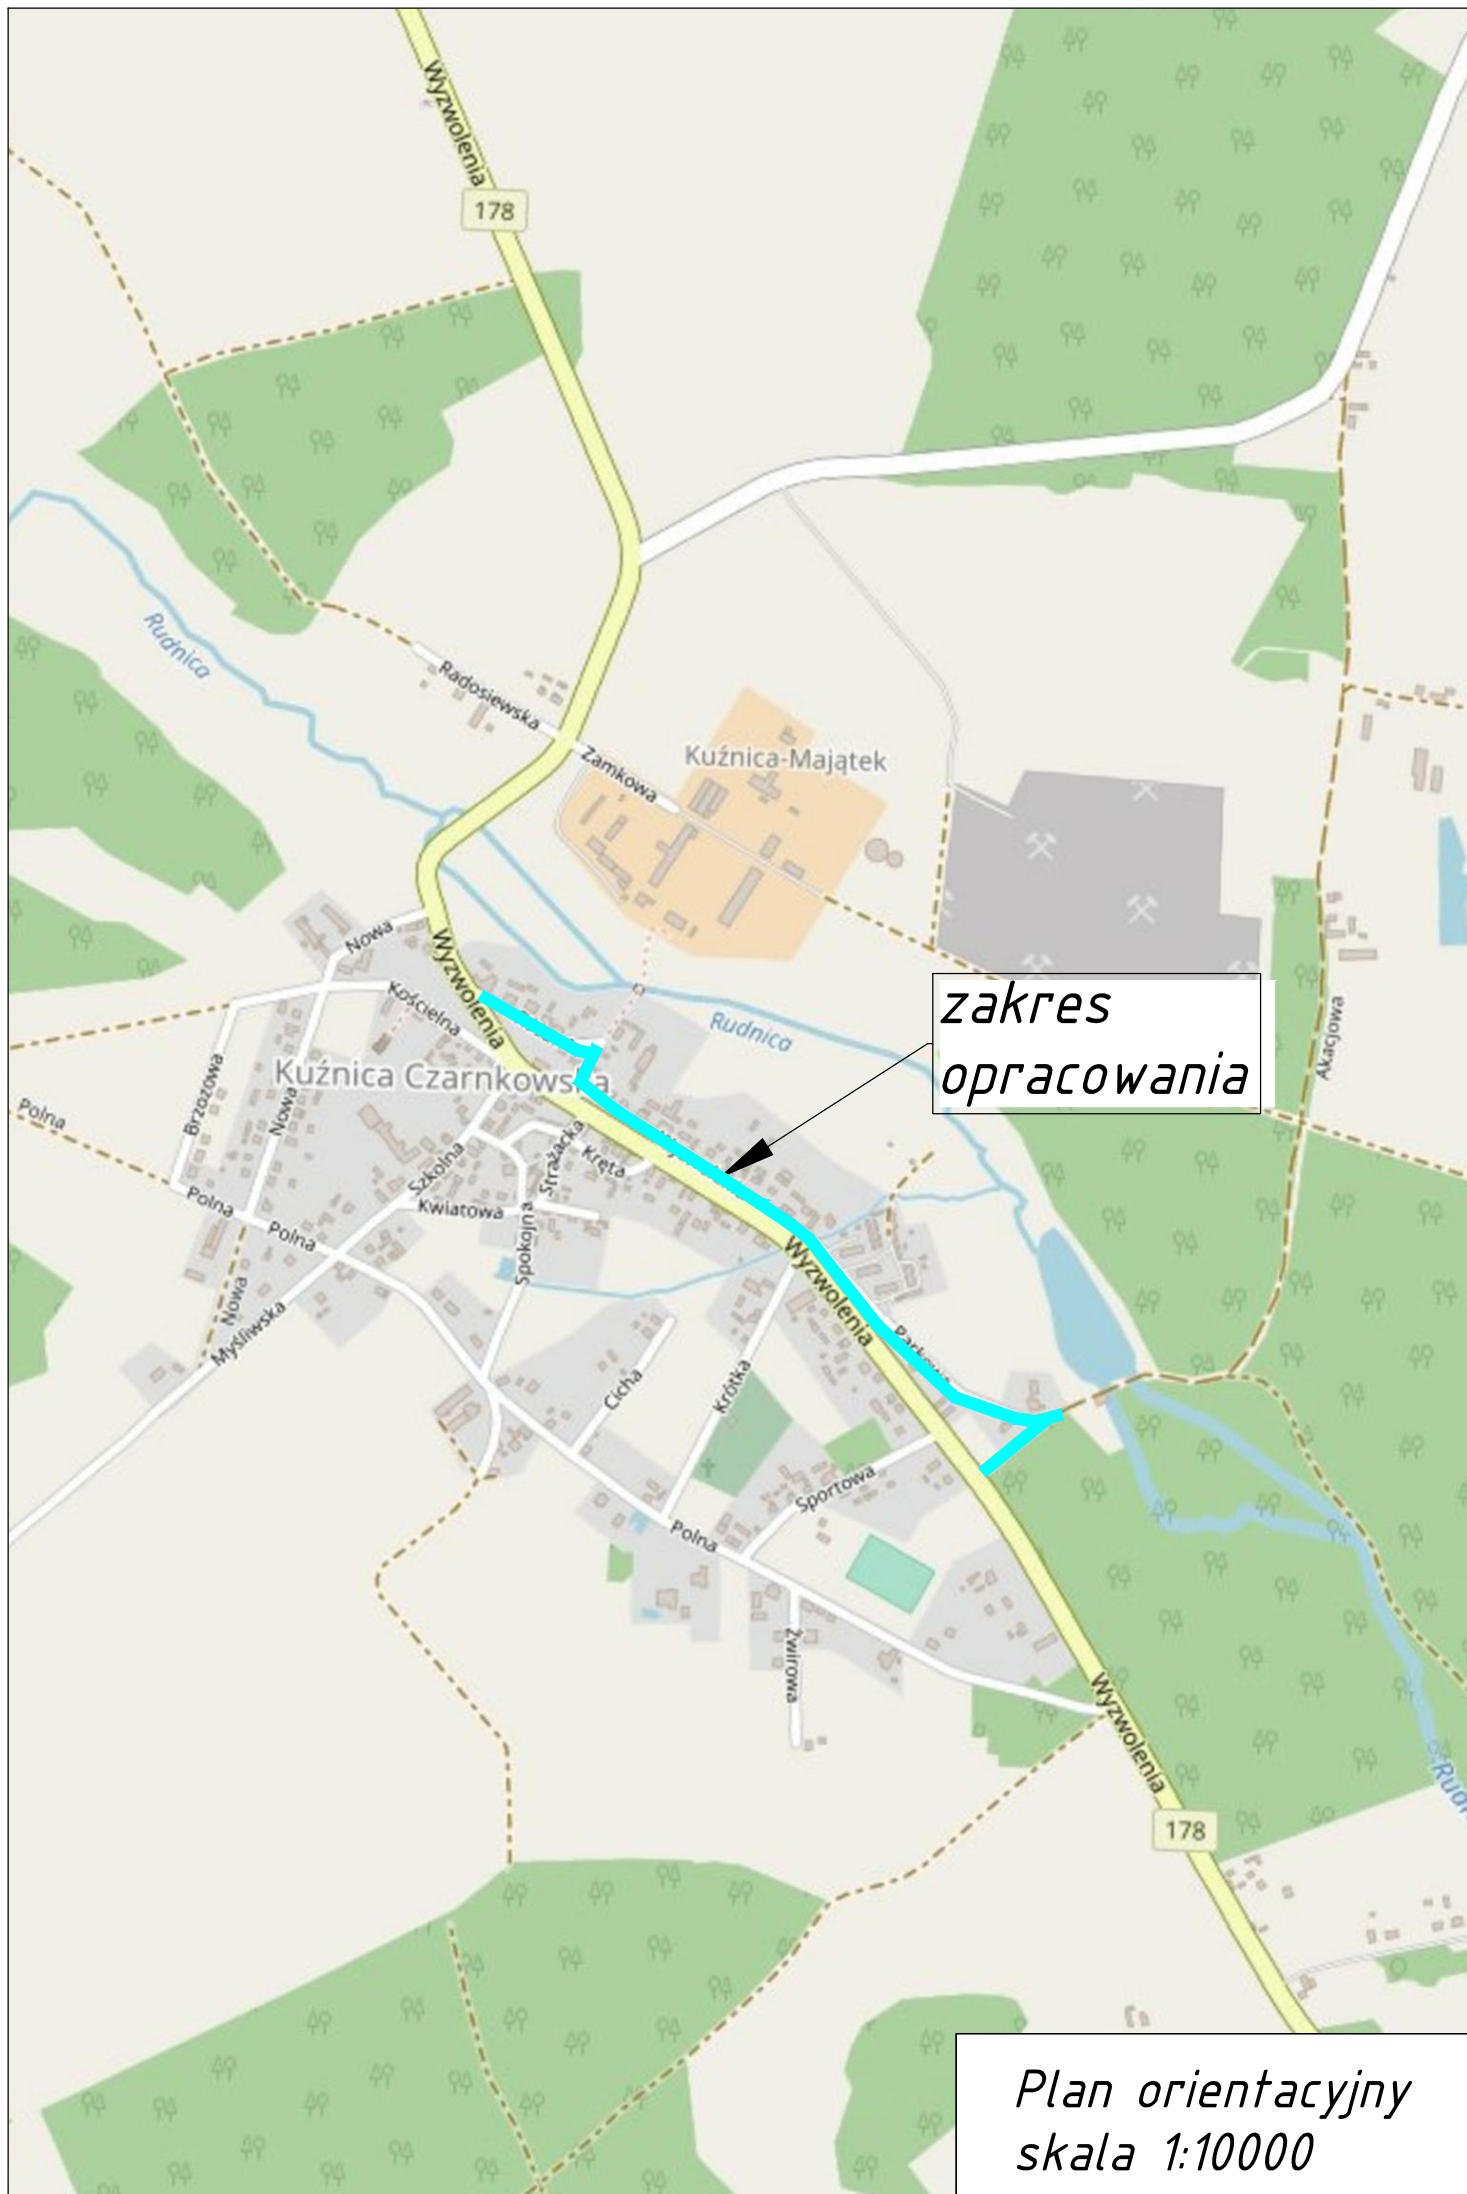 Wyzwolenia
178
Rudnica
Radosiewska
Zamkowa
Kuźnica-Majątek
Nowa
Wyzwolenia
Kościelna
Rudnica
zakres
opracowania
Akacjowa
Kuźnica Czarnkowska
Brzozowa
Nowa
Polna
Strażacka
Kręta
Szkolna
Kwiatowa
Polna
Polna
Spokojna
Nowa
Myśliwska
Wyzwolenia
Parkowa
Cicha
Krótka
Sportowa
Polna
Żwirowa
Wyzwolenia
178
Plan orientacyjny
skala 1:10000